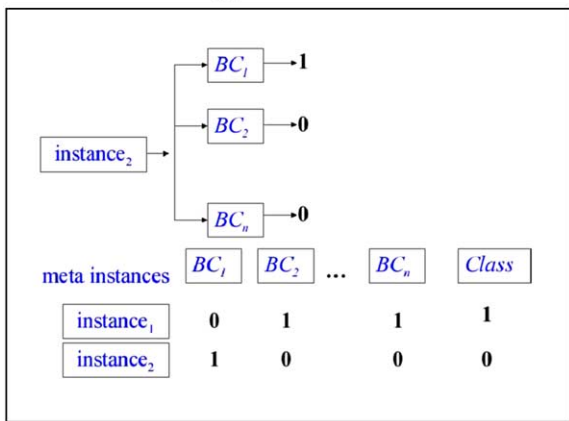 BC₁ 1
BC₂ 0
instance₂
BCₙ 0
meta instances BC₁ BC₂ ... BCₙ Class
instance₁ 0 1 1 1
instance₂ 1 0 0 0